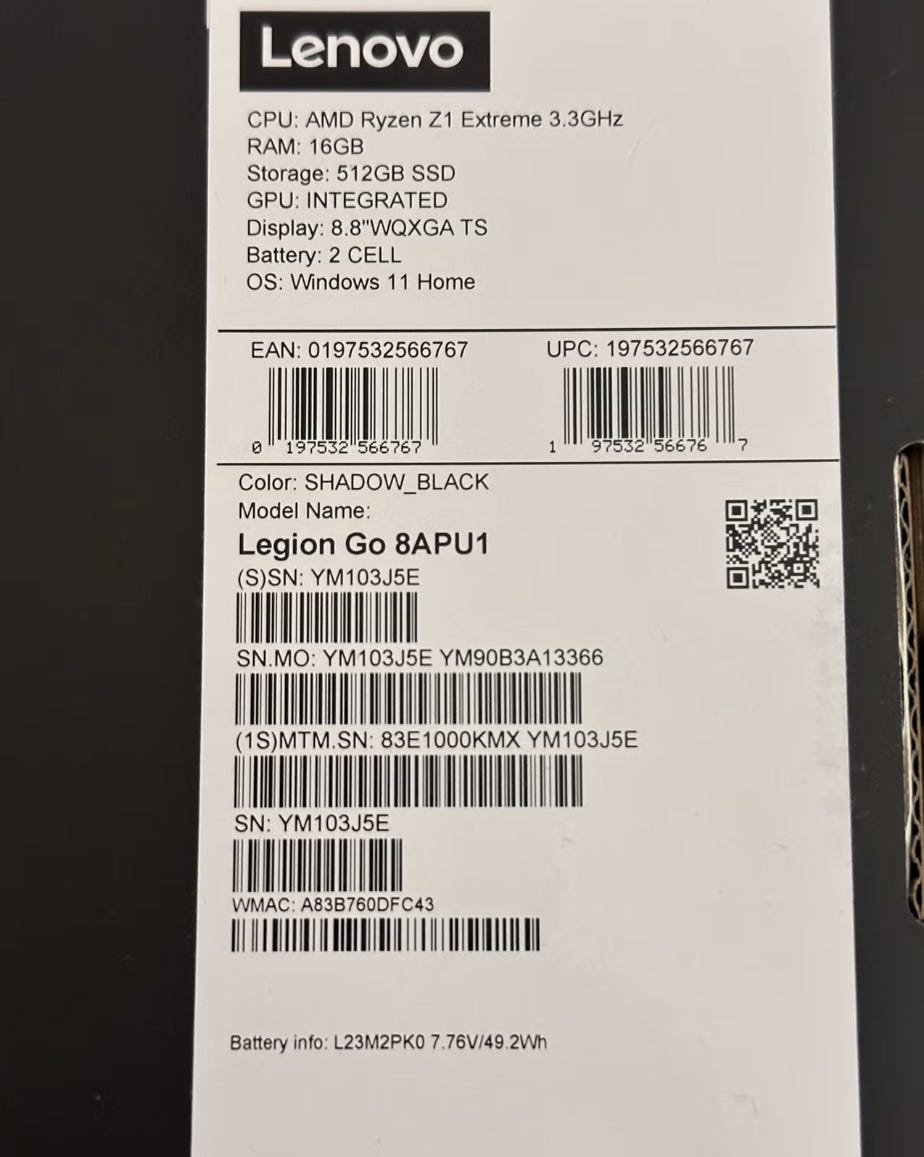 Lenovo
CPU: AMD Ryzen Z1 Extreme 3.3GHz
RAM: 16GB
Storage: 512GB SSD
GPU: INTEGRATED
Display: 8.8"WQXGA TS
Battery: 2 CELL
OS: Windows 11 Home
EAN: 0197532566767 UPC: 197532566767
0 197532 566767 1 97532 56676 7
Color: SHADOW_BLACK
Model Name:
Legion Go 8APU1
(S)SN: YM103J5E
SN.MO: YM103J5E YM90B3A13366
(1S)MTM.SN: 83E1000KMX YM103J5E
SN: YM103J5E
WMAC: A83B760DFC43
Battery info: L23M2PK0 7.76V/49.2Wh